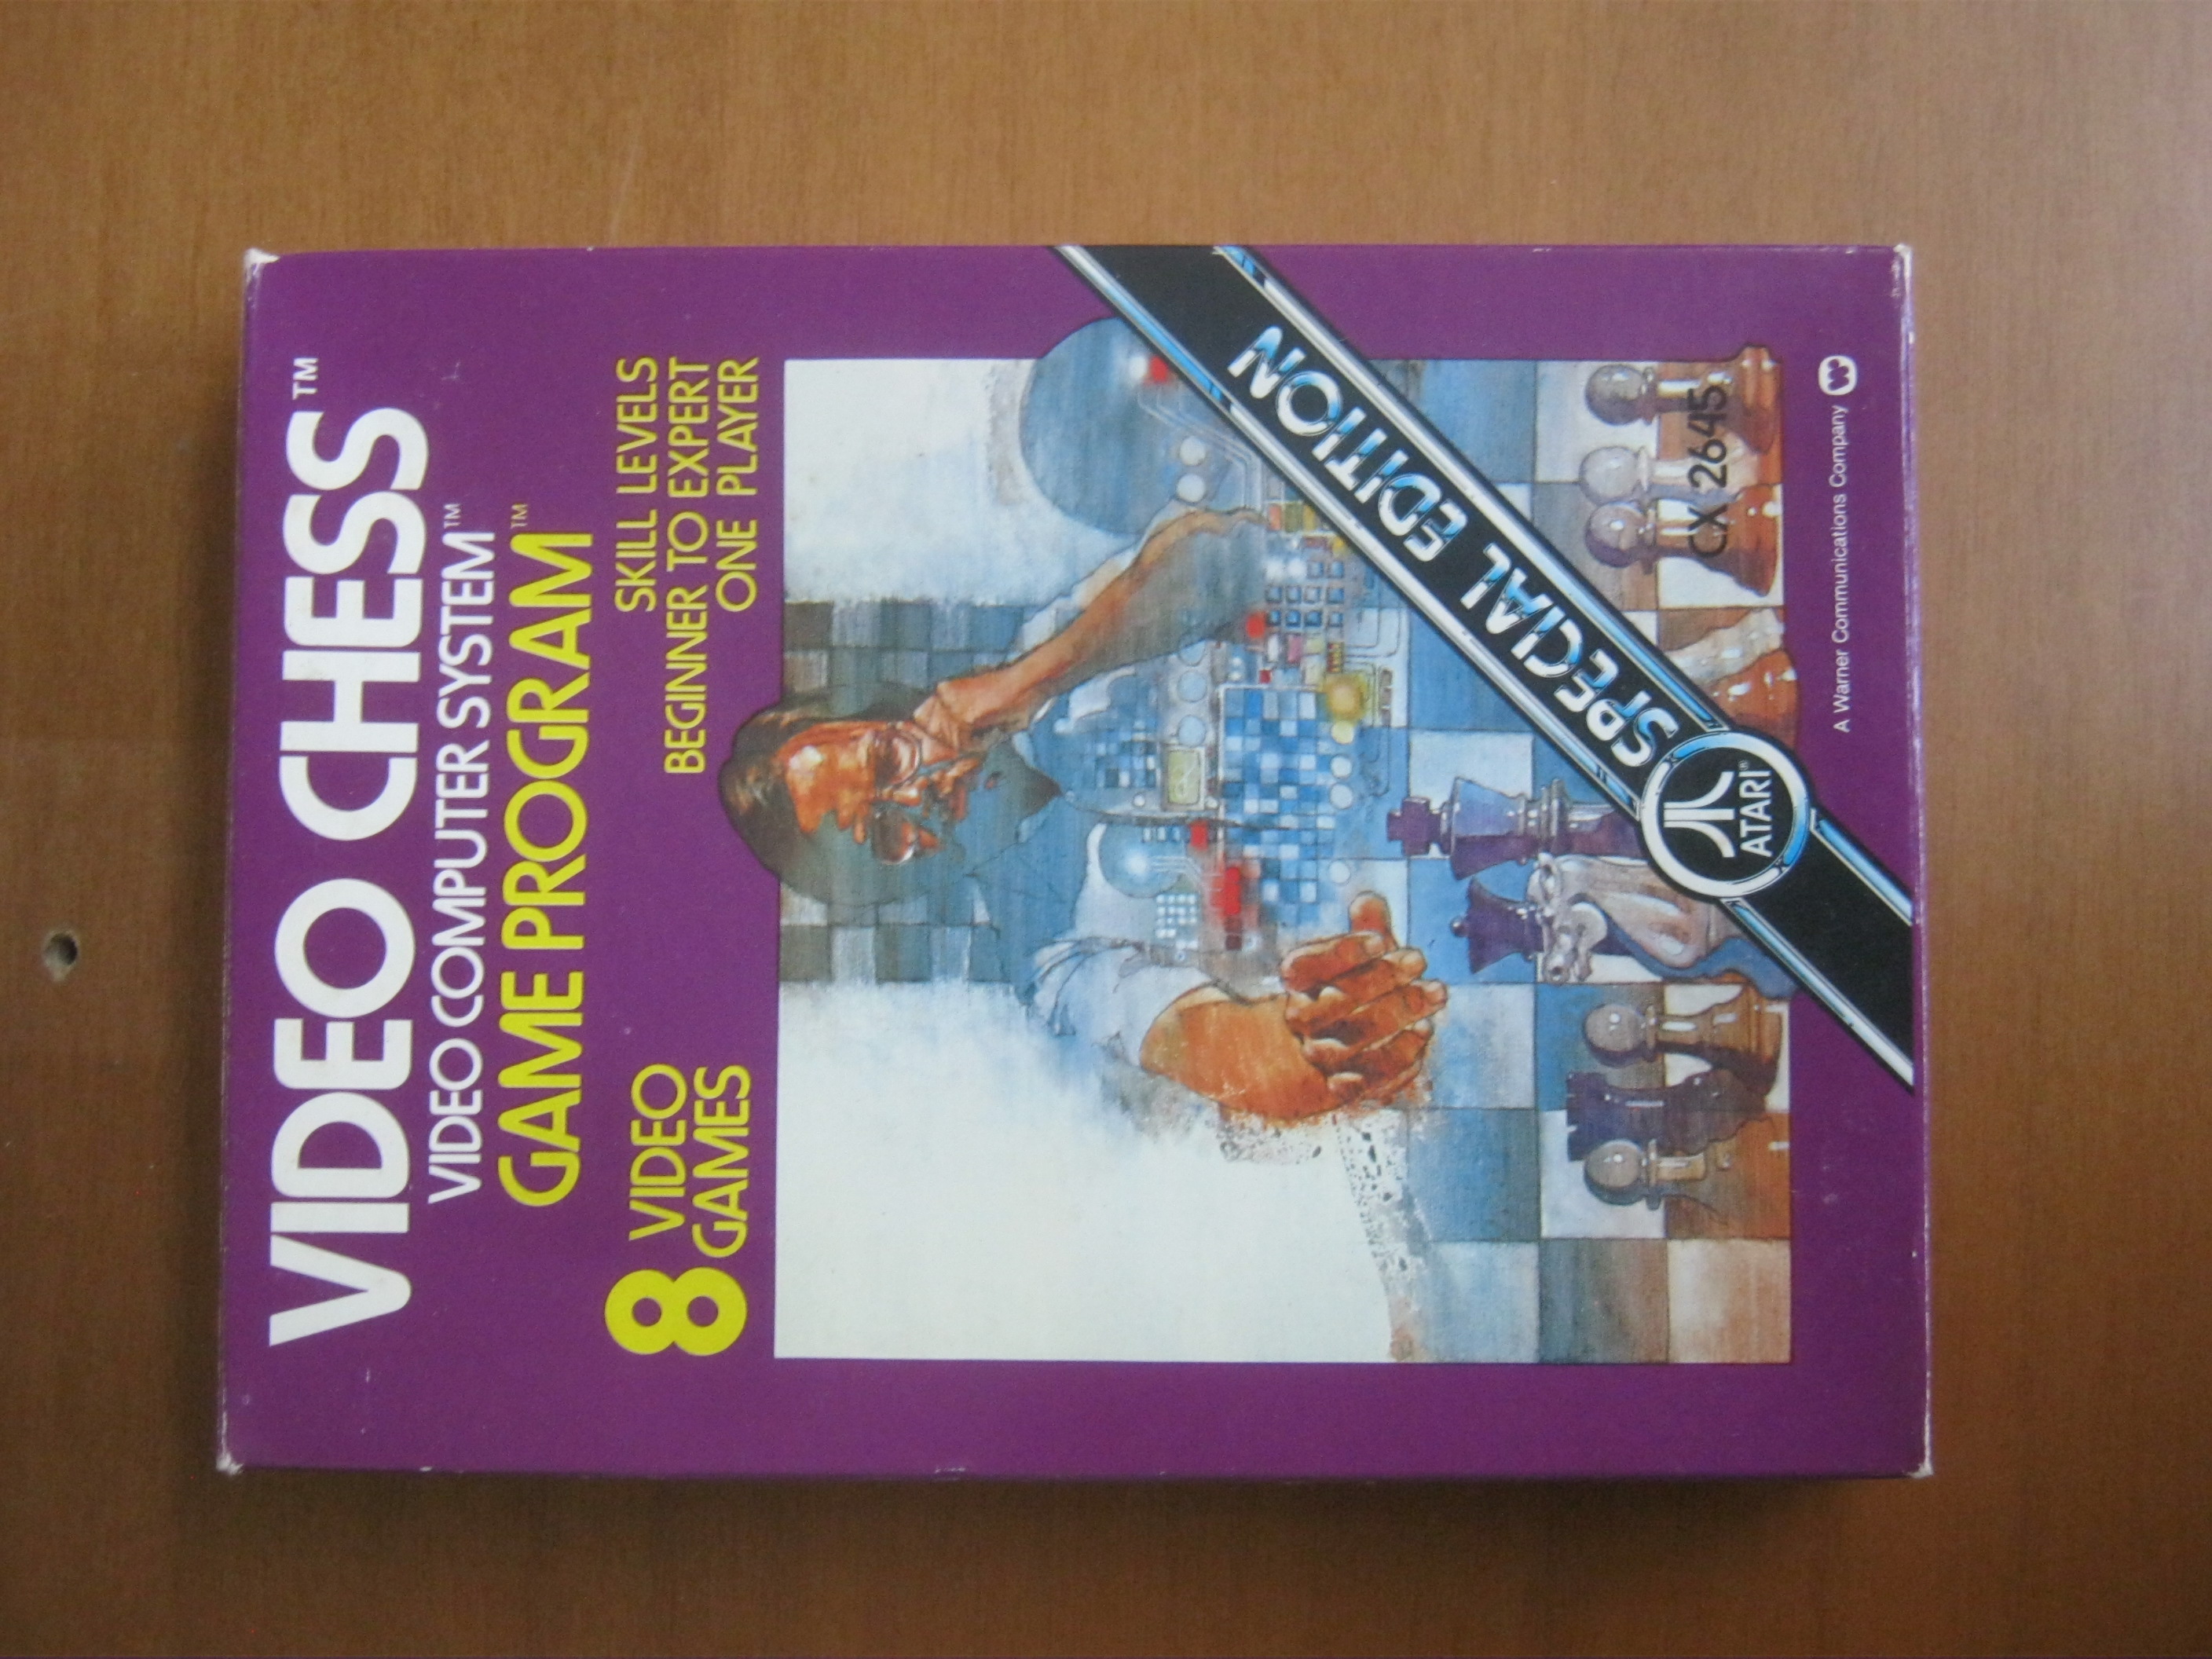 VIDEO CHESS™
VIDEO COMPUTER SYSTEM™
GAME PROGRAM™
8 VIDEO
GAMES
SKILL LEVELS
BEGINNER TO EXPERT
ONE PLAYER
SPECIAL EDITION
ATARI®
CX 2645
A Warner Communications Company